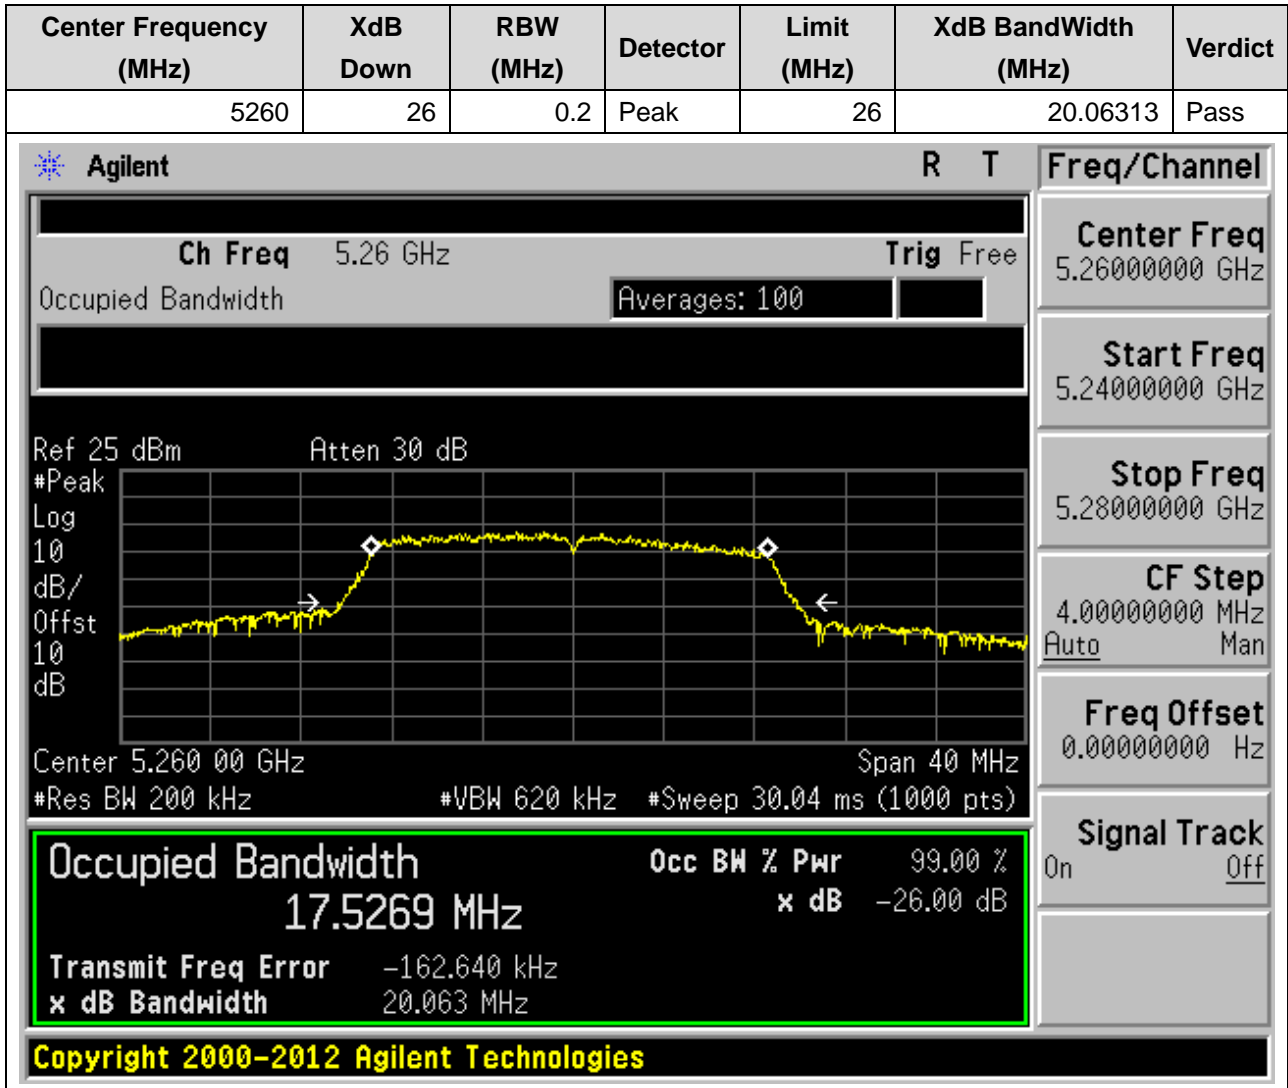 Center Frequency (MHz) XdB Down RBW (MHz) Detector Limit (MHz) XdB BandWidth (MHz) Verdict
5260 26 0.2 Peak 26 20.06313 Pass
Agilent R T Freq/Channel
Ch Freq 5.26 GHz Trig Free
Occupied Bandwidth Averages: 100
Center Freq
5.26000000 GHz
Start Freq
5.24000000 GHz
Stop Freq
5.28000000 GHz
CF Step
4.00000000 MHz
Auto Man
Freq Offset
0.00000000 Hz
Signal Track
On Off
Ref 25 dBm Atten 30 dB
#Peak
Log
10
dB/
Offst
10
dB
Center 5.260 00 GHz Span 40 MHz
#Res BW 200 kHz #VBW 620 kHz #Sweep 30.04 ms (1000 pts)
Occupied Bandwidth Occ BW % Pwr 99.00 %
17.5269 MHz x dB -26.00 dB
Transmit Freq Error -162.640 kHz
x dB Bandwidth 20.063 MHz
Copyright 2000-2012 Agilent Technologies